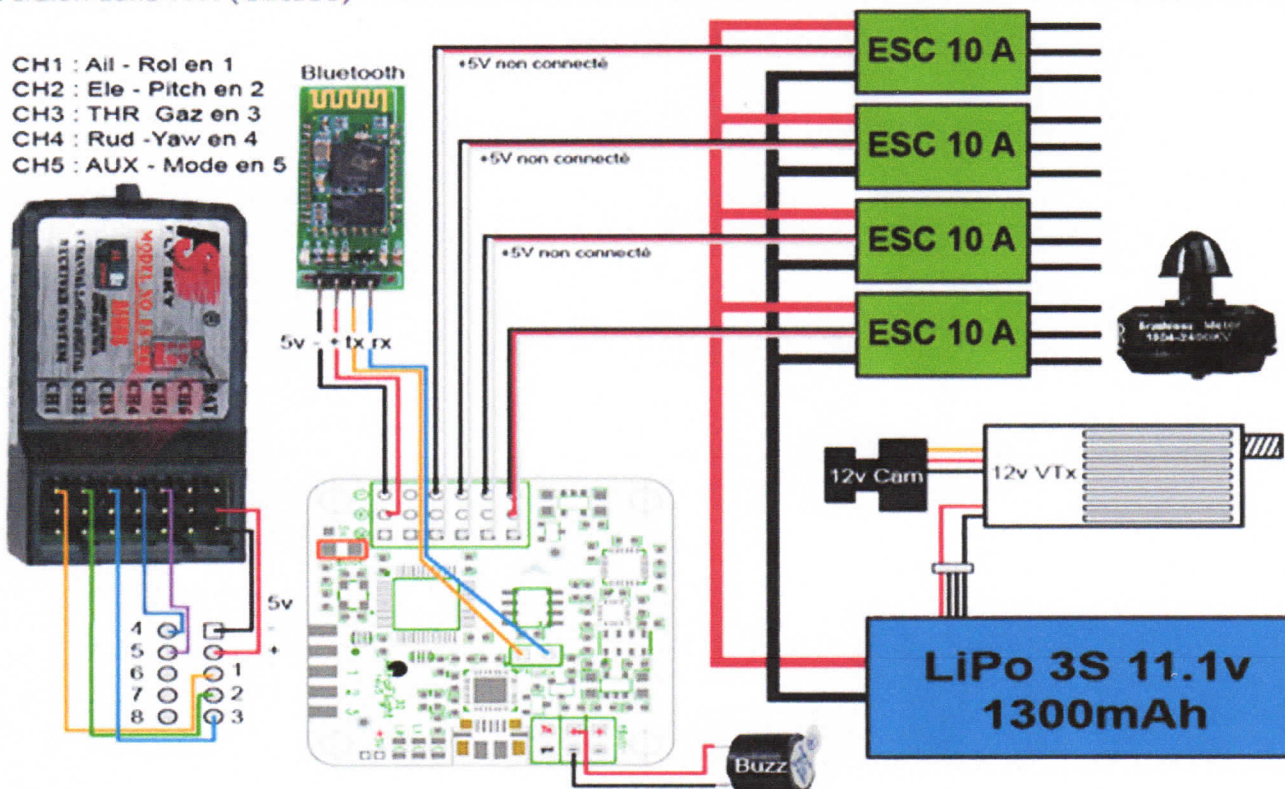 CH1 : Ail - Rol en 1
CH2 : Ele - Pitch en 2
CH3 : THR Gaz en 3
CH4 : Rud -Yaw en 4
CH5 : AUX - Mode en 5
Bluetooth
5v - + tx rx
+5V non connecté
+5V non connecté
+5V non connecté
ESC 10 A
ESC 10 A
ESC 10 A
ESC 10 A
Brushless Motor
12v Cam
12v VTx
LiPo 3S 11.1v
1300mAh
Buzz
CH1
CH2
CH3
CH4
CH5
CH6
BAT
5v
-
+
4
5
6
7
8
1
2
3